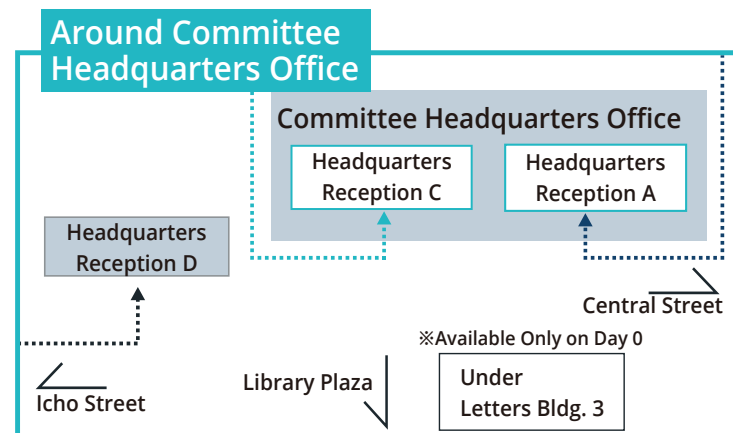 Around Committee
Headquarters Office
Committee Headquarters Office
Headquarters
Reception C
Headquarters
Reception A
Headquarters
Reception D
Central Street
※Available Only on Day 0
Library Plaza
Under
Letters Bldg. 3
Icho Street